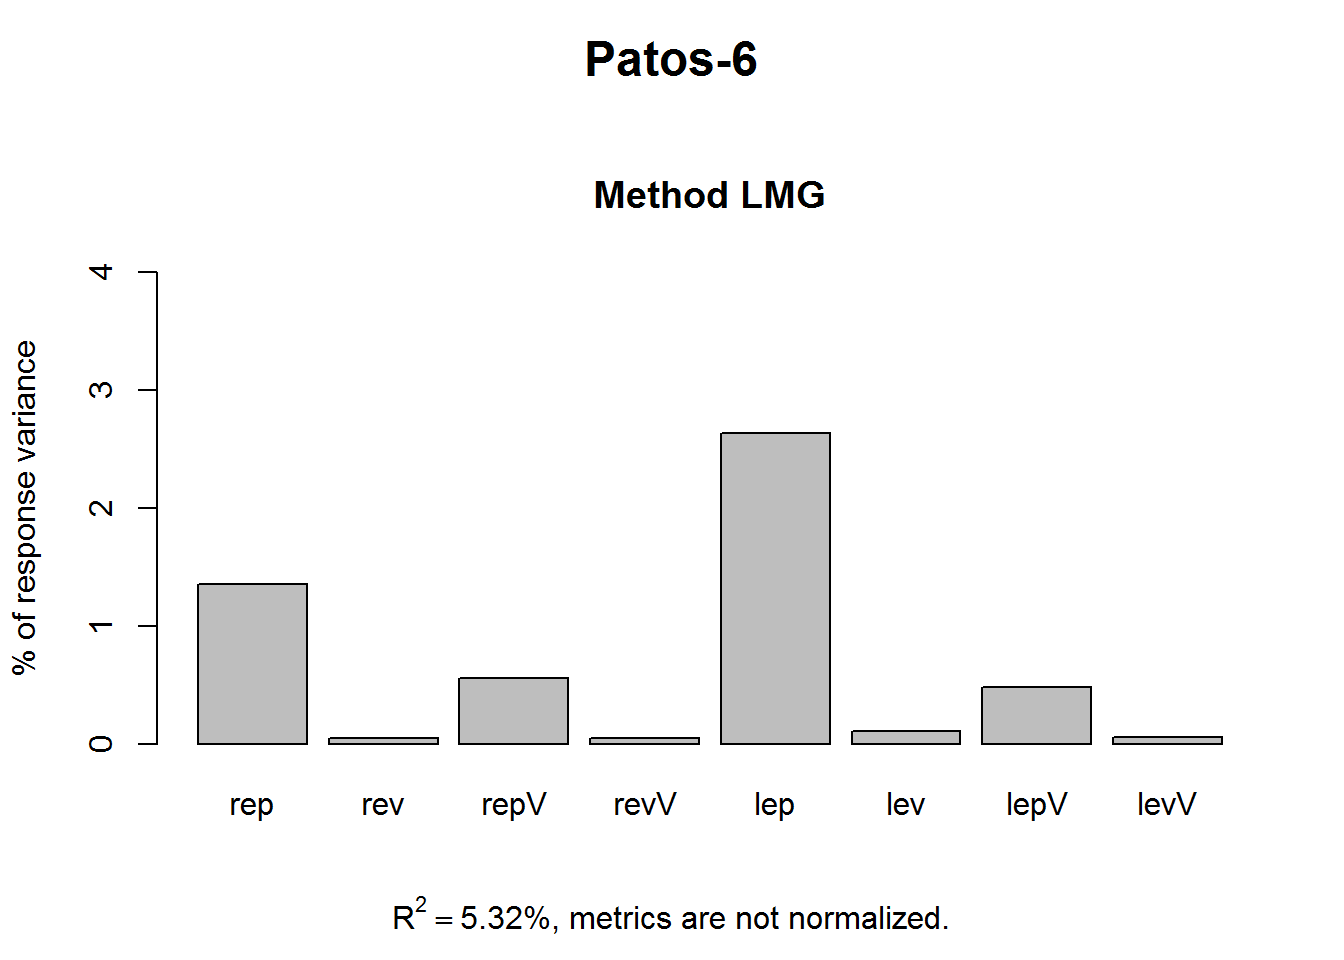 Patos-6
Method LMG
% of response variance
4
3
2
1
0
rep rev repV revV lep lev lepV levV
R² = 5.32%, metrics are not normalized.